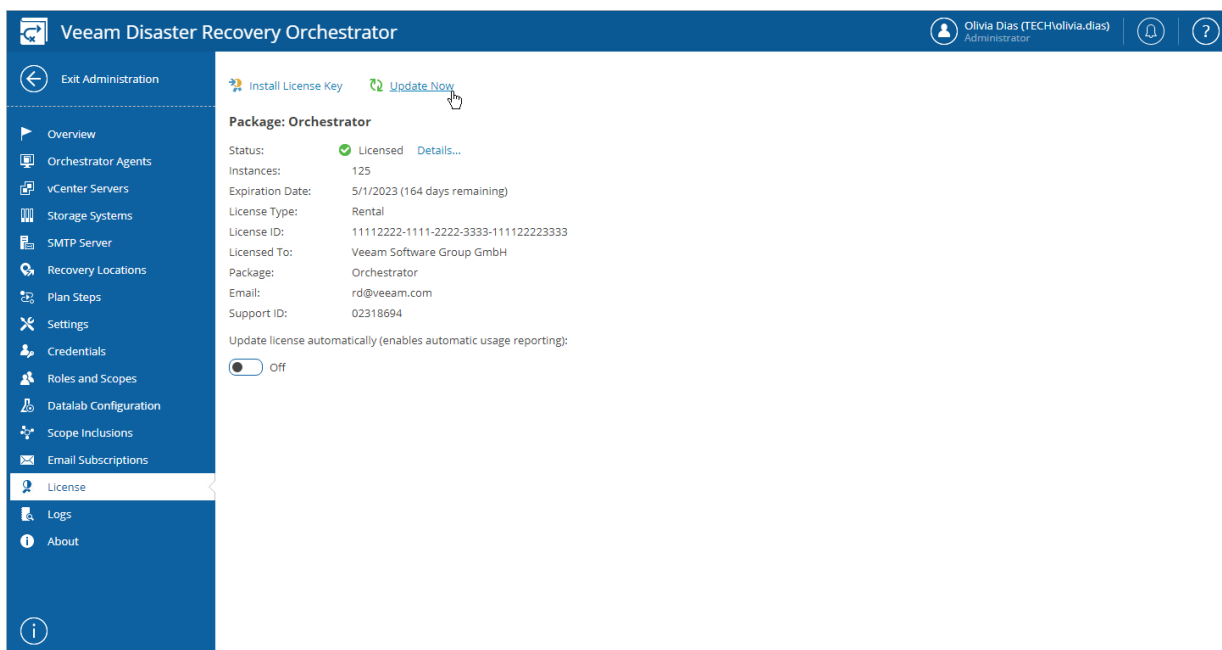 Veeam Disaster Recovery Orchestrator
Olivia Dias (TECH\olivia.dias)
Administrator
?
Exit Administration
Overview
Orchestrator Agents
vCenter Servers
Storage Systems
SMTP Server
Recovery Locations
Plan Steps
Settings
Credentials
Roles and Scopes
Datalab Configuration
Scope Inclusions
Email Subscriptions
License
Logs
About
i
Install License Key Update Now
Package: Orchestrator
Status: Licensed Details...
Instances: 125
Expiration Date: 5/1/2023 (164 days remaining)
License Type: Rental
License ID: 11112222-1111-2222-3333-111122223333
Licensed To: Veeam Software Group GmbH
Package: Orchestrator
Email: rd@veeam.com
Support ID: 02318694
Update license automatically (enables automatic usage reporting):
Off